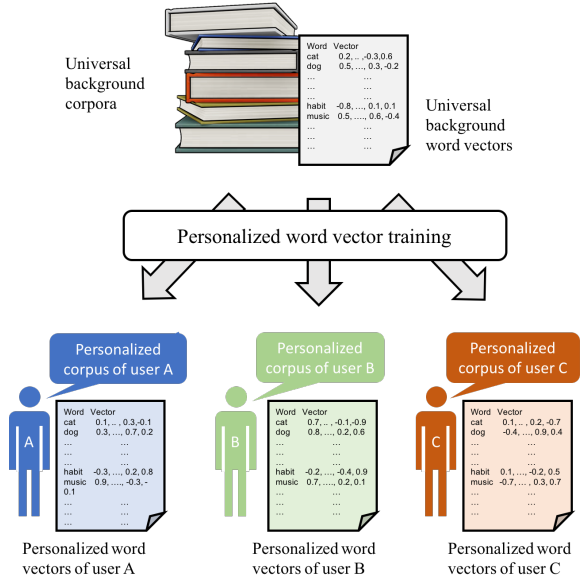 Universal
background
corpora
Word Vector
cat 0.2, .. ,-0.3,0.6
dog 0.5, ..., 0.3, -0.2
... ...
... ...
... ...
habit -0.8, ..., 0.1, 0.1
music 0.5, ...., 0.6, -0.4
... ...
... ...
... ...
Universal
background
word vectors
Personalized word vector training
Personalized
corpus of user A
A
Word Vector
cat 0.1, .. , 0.3,-0.1
dog 0.3, ..., 0.7, 0.2
... ...
... ...
... ...
habit -0.3, ..., 0.2, 0.8
music 0.9, ...., -0.3, -
0.1
... ...
... ...
... ...
Personalized word
vectors of user A
Personalized
corpus of user B
B
Word Vector
cat 0.7, .. , -0.1,-0.9
dog 0.8, ..., 0.2, 0.6
... ...
... ...
... ...
habit -0.2, ..., -0.4, 0.9
music 0.7, ...., 0.2, 0.1
... ...
... ...
... ...
Personalized word
vectors of user B
Personalized
corpus of user C
C
Word Vector
cat 0.1, .. , 0.2, -0.7
dog -0.4, ..., 0.9, 0.4
... ...
... ...
... ...
habit 0.1, ..., -0.2, 0.5
music -0.7, ... , 0.3, 0.7
... ...
... ...
... ...
Personalized word
vectors of user C